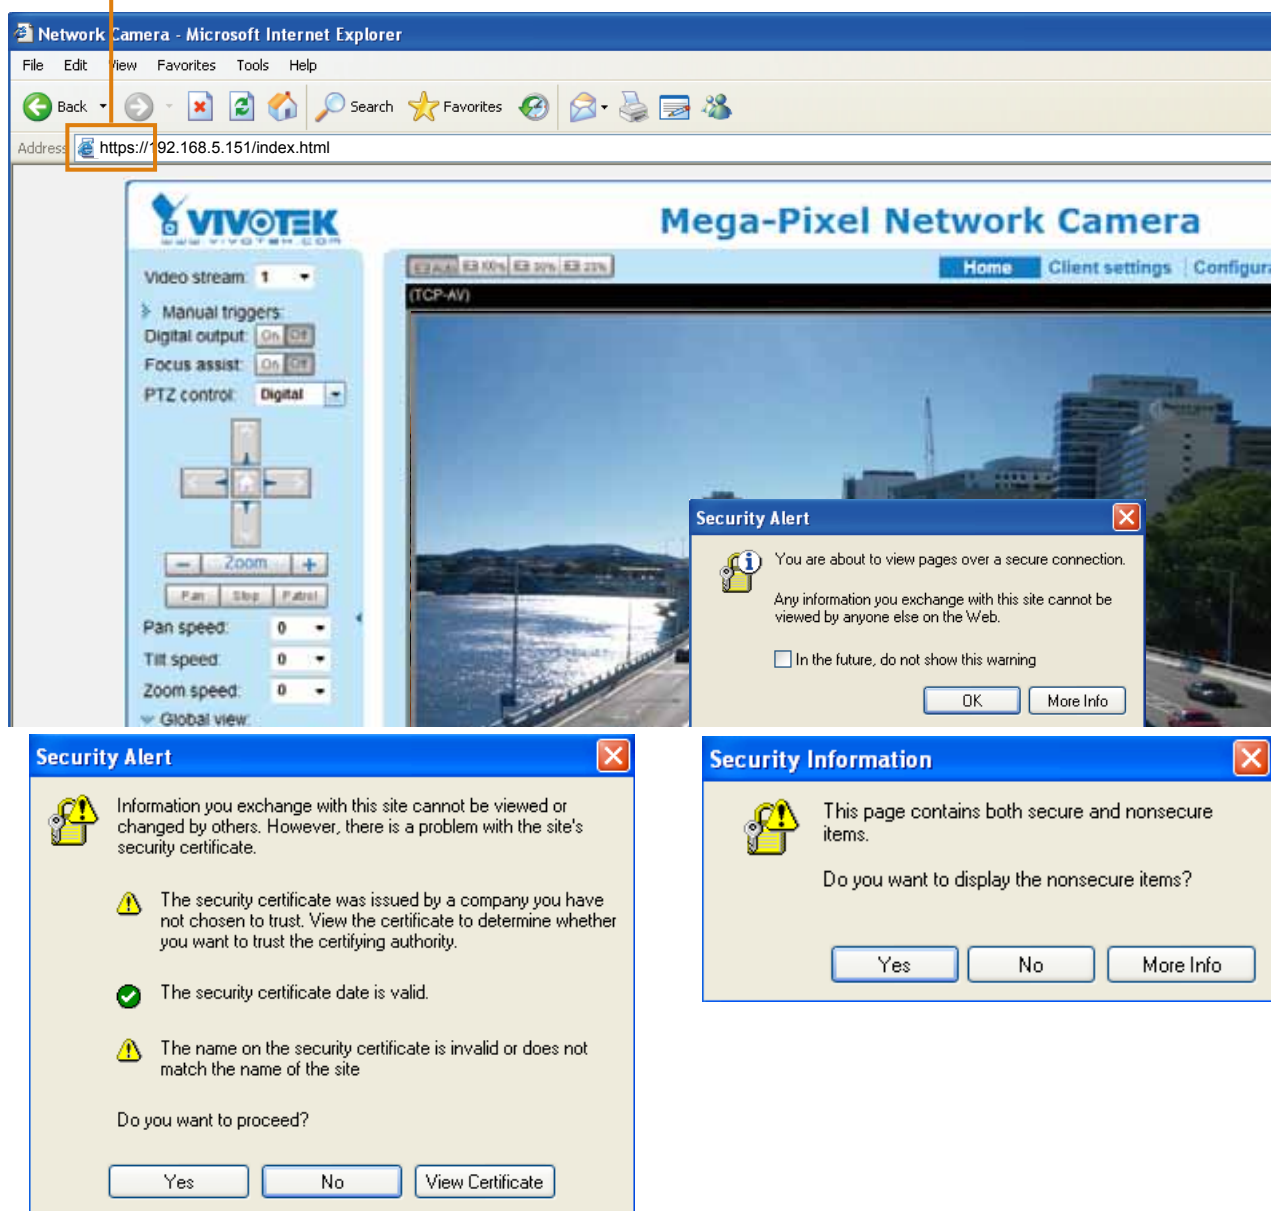 Network Camera - Microsoft Internet Explorer
File Edit View Favorites Tools Help
Back Search Favorites
Address https://192.168.5.151/index.html
VIVOTEK
WWW.VIVOTEK.COM
Mega-Pixel Network Camera
Video stream: 1
Auto 100% 50% 25%
Home Client settings Configura
(TCP-AV)
Manual triggers:
Digital output: On Off
Focus assist: On Off
PTZ control: Digital
- Zoom +
Pan Stop Patrol
Pan speed: 0
Tilt speed: 0
Zoom speed: 0
Global view:
Security Alert
You are about to view pages over a secure connection.
Any information you exchange with this site cannot be
viewed by anyone else on the Web.
In the future, do not show this warning
OK More Info
Security Alert
Information you exchange with this site cannot be viewed or
changed by others. However, there is a problem with the site's
security certificate.
The security certificate was issued by a company you have
not chosen to trust. View the certificate to determine whether
you want to trust the certifying authority.
The security certificate date is valid.
The name on the security certificate is invalid or does not
match the name of the site
Do you want to proceed?
Yes No View Certificate
Security Information
This page contains both secure and nonsecure
items.
Do you want to display the nonsecure items?
Yes No More Info